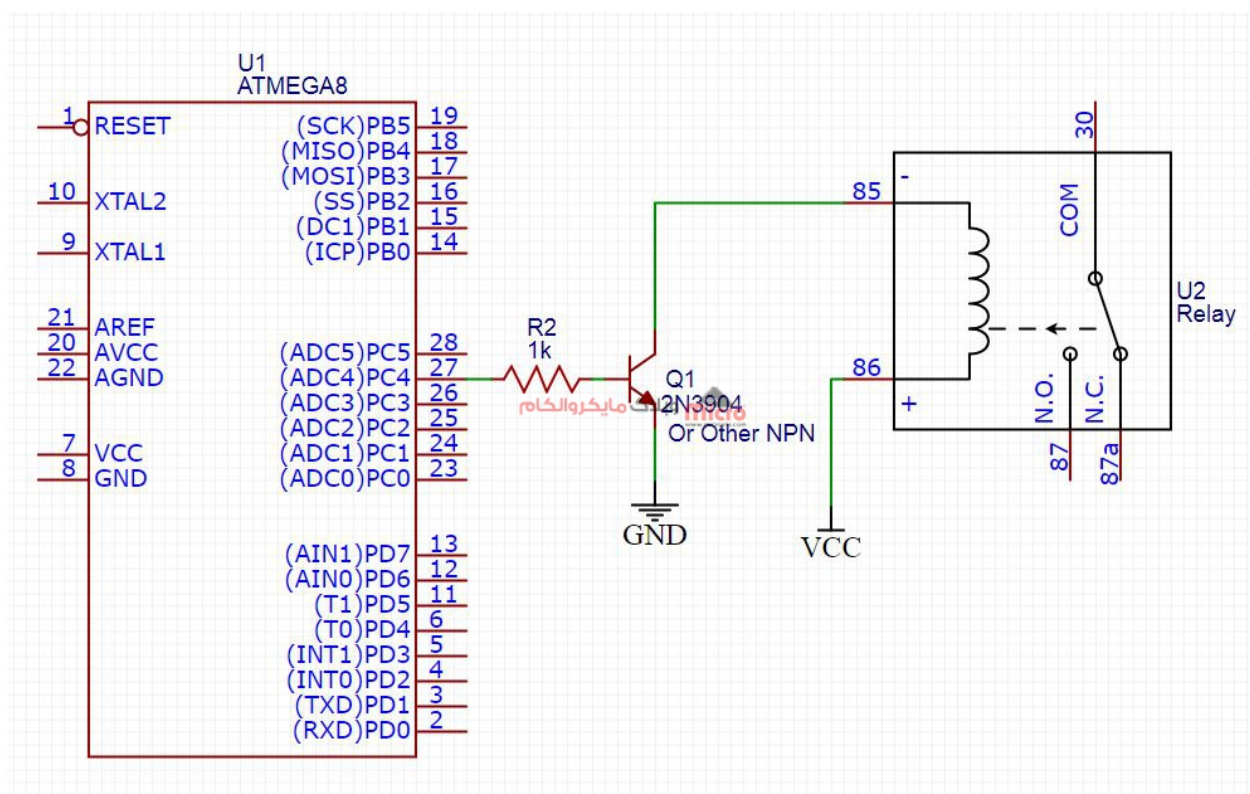 U1
ATMEGA8
1
RESET
(SCK)PB5
19
(MISO)PB4
18
(MOSI)PB3
17
10
XTAL2
(SS)PB2
16
(DC1)PB1
15
9
XTAL1
(ICP)PB0
14
21
AREF
20
AVCC
(ADC5)PC5
28
22
AGND
(ADC4)PC4
27
(ADC3)PC3
26
(ADC2)PC2
25
7
VCC
(ADC1)PC1
24
8
GND
(ADC0)PC0
23
(AIN1)PD7
13
(AIN0)PD6
12
(T1)PD5
11
(T0)PD4
6
(INT1)PD3
5
(INT0)PD2
4
(TXD)PD1
3
(RXD)PD0
2
R2
1k
Q1
2N3904
Or Other NPN
مایکروالکام
micro
GND
VCC
30
85
-
COM
U2
Relay
86
+
N.O.
N.C.
87
87a